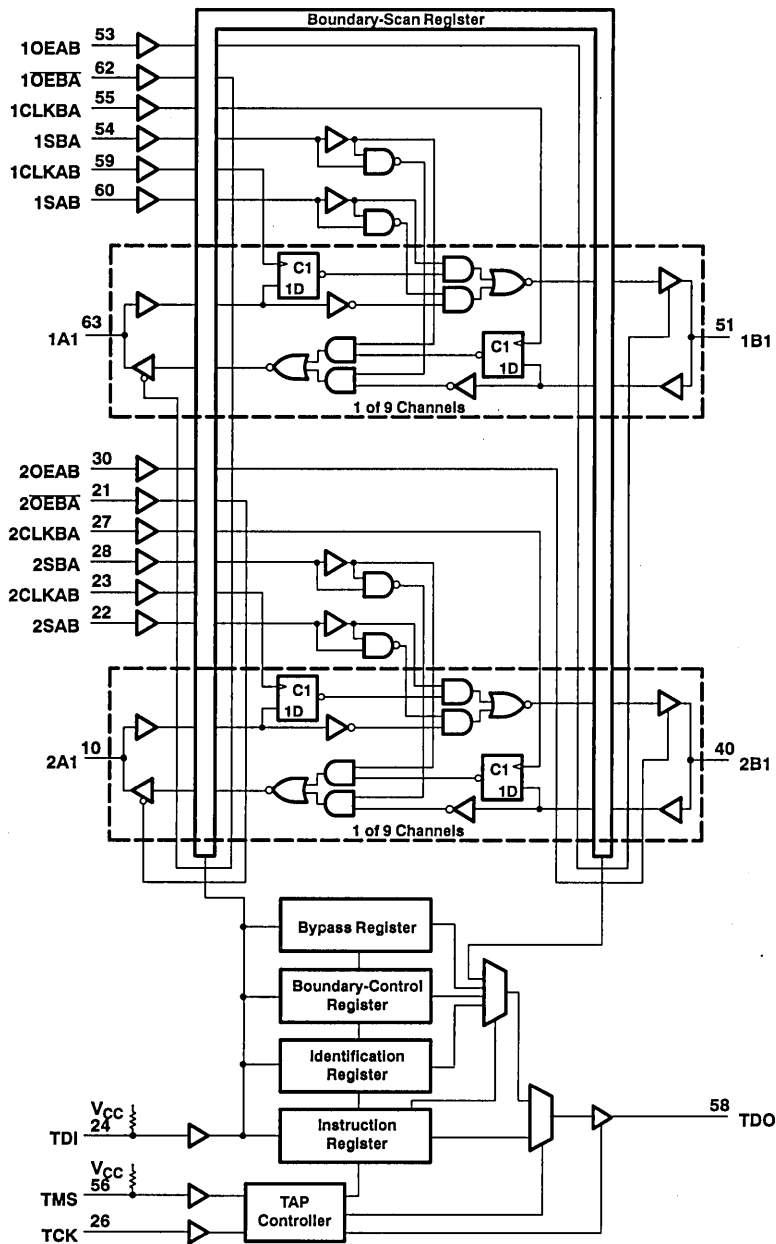 Boundary-Scan Register
53
1OEAB
62
1O̅E̅B̅A̅
55
1CLKBA
54
1SBA
59
1CLKAB
60
1SAB
C1
1D
63
1A1
C1
1D
51
1B1
1 of 9 Channels
30
2OEAB
21
2O̅E̅B̅A̅
27
2CLKBA
28
2SBA
23
2CLKAB
22
2SAB
C1
1D
10
2A1
C1
1D
40
2B1
1 of 9 Channels
Bypass Register
Boundary-Control
Register
Identification
Register
Instruction
Register
VCC
24
TDI
58
TDO
VCC
56
TMS
TAP
Controller
26
TCK